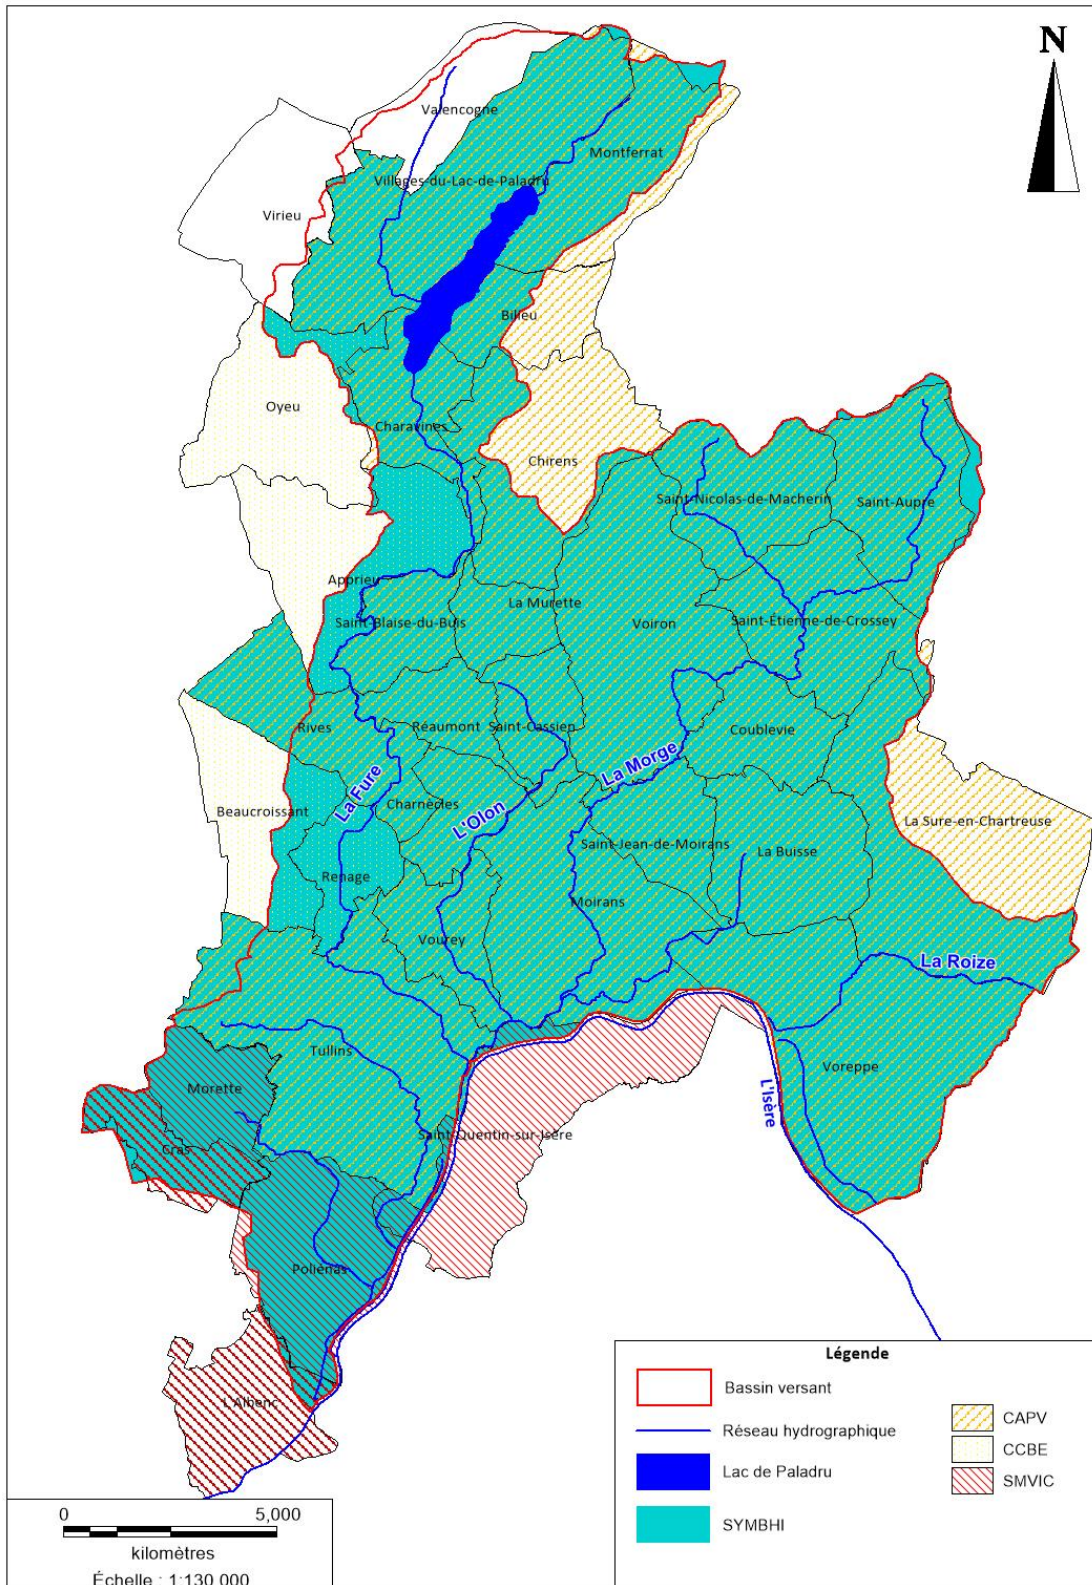 N
Valencogne
Montferrat
Villages-du-Lac-de-Paladru
Virieu
Bilieu
Oyeu
Charavines
Chirens
Saint-Nicolas-de-Macherin
Saint-Aupre
Apprieu
La Murette
Saint-Blaise-du-Buis
Voiron
Saint-Étienne-de-Crossey
Rives
Réaumont
Saint-Cassien
Coublevie
La Morge
La Fure
Charnècles
L'Olon
Beaucroissant
La Sure-en-Chartreuse
Saint-Jean-de-Moirans
La Buisse
Renage
Moirans
Vourey
La Roize
Tullins
Voreppe
Morette
L'Isère
Saint-Quentin-sur-Isère
Cras
Poliénas
L'Albenc
Légende
Bassin versant
Réseau hydrographique
Lac de Paladru
SYMBHI
CAPV
CCBE
SMVIC
0 5,000
kilomètres
Échelle : 1:130 000